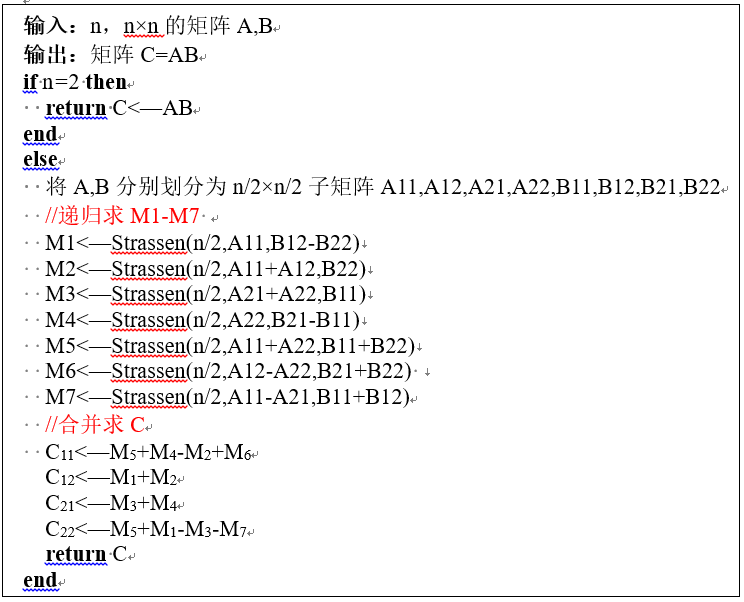 输入：n，n×n 的矩阵 A,B
输出：矩阵 C=AB
if n=2 then
return C<—AB
end
else
将 A,B 分别划分为 n/2×n/2 子矩阵 A11,A12,A21,A22,B11,B12,B21,B22
//递归求 M1-M7
M1<—Strassen(n/2,A11,B12-B22)
M2<—Strassen(n/2,A11+A12,B22)
M3<—Strassen(n/2,A21+A22,B11)
M4<—Strassen(n/2,A22,B21-B11)
M5<—Strassen(n/2,A11+A22,B11+B22)
M6<—Strassen(n/2,A12-A22,B21+B22)
M7<—Strassen(n/2,A11-A21,B11+B12)
//合并求 C
C₁₁<—M₅+M₄-M₂+M₆
C₁₂<—M₁+M₂
C₂₁<—M₃+M₄
C₂₂<—M₅+M₁-M₃-M₇
return C
end